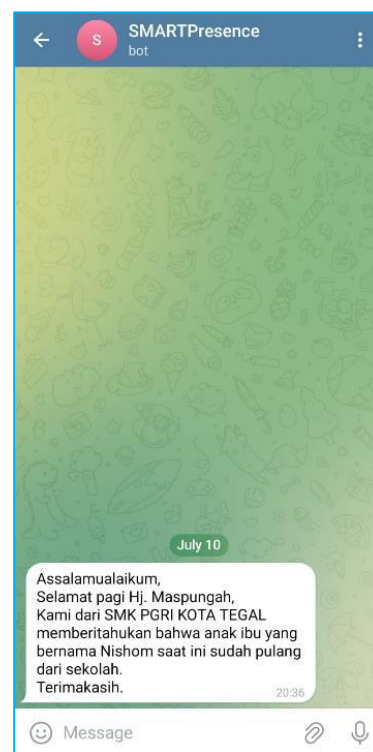 S
SMARTPresence
bot
July 10
Assalamualaikum,
Selamat pagi Hj. Maspungah,
Kami dari SMK PGRI KOTA TEGAL
memberitahukan bahwa anak ibu yang
bernama Nishom saat ini sudah pulang
dari sekolah.
Terimakasih.
20:36
Message